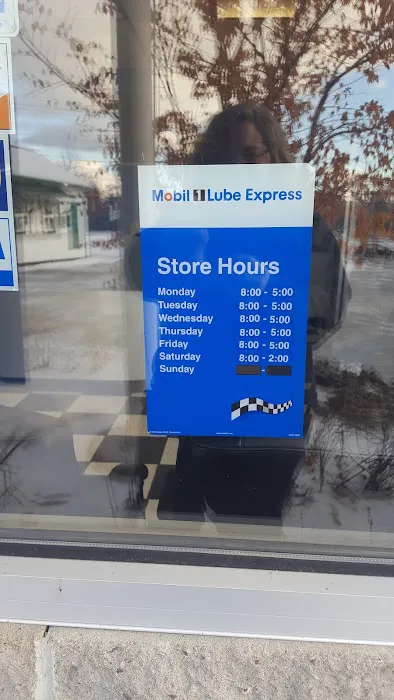 Mobil 1 Lube Express
Store Hours
Monday 8:00 - 5:00
Tuesday 8:00 - 5:00
Wednesday 8:00 - 5:00
Thursday 8:00 - 5:00
Friday 8:00 - 5:00
Saturday 8:00 - 2:00
Sunday -